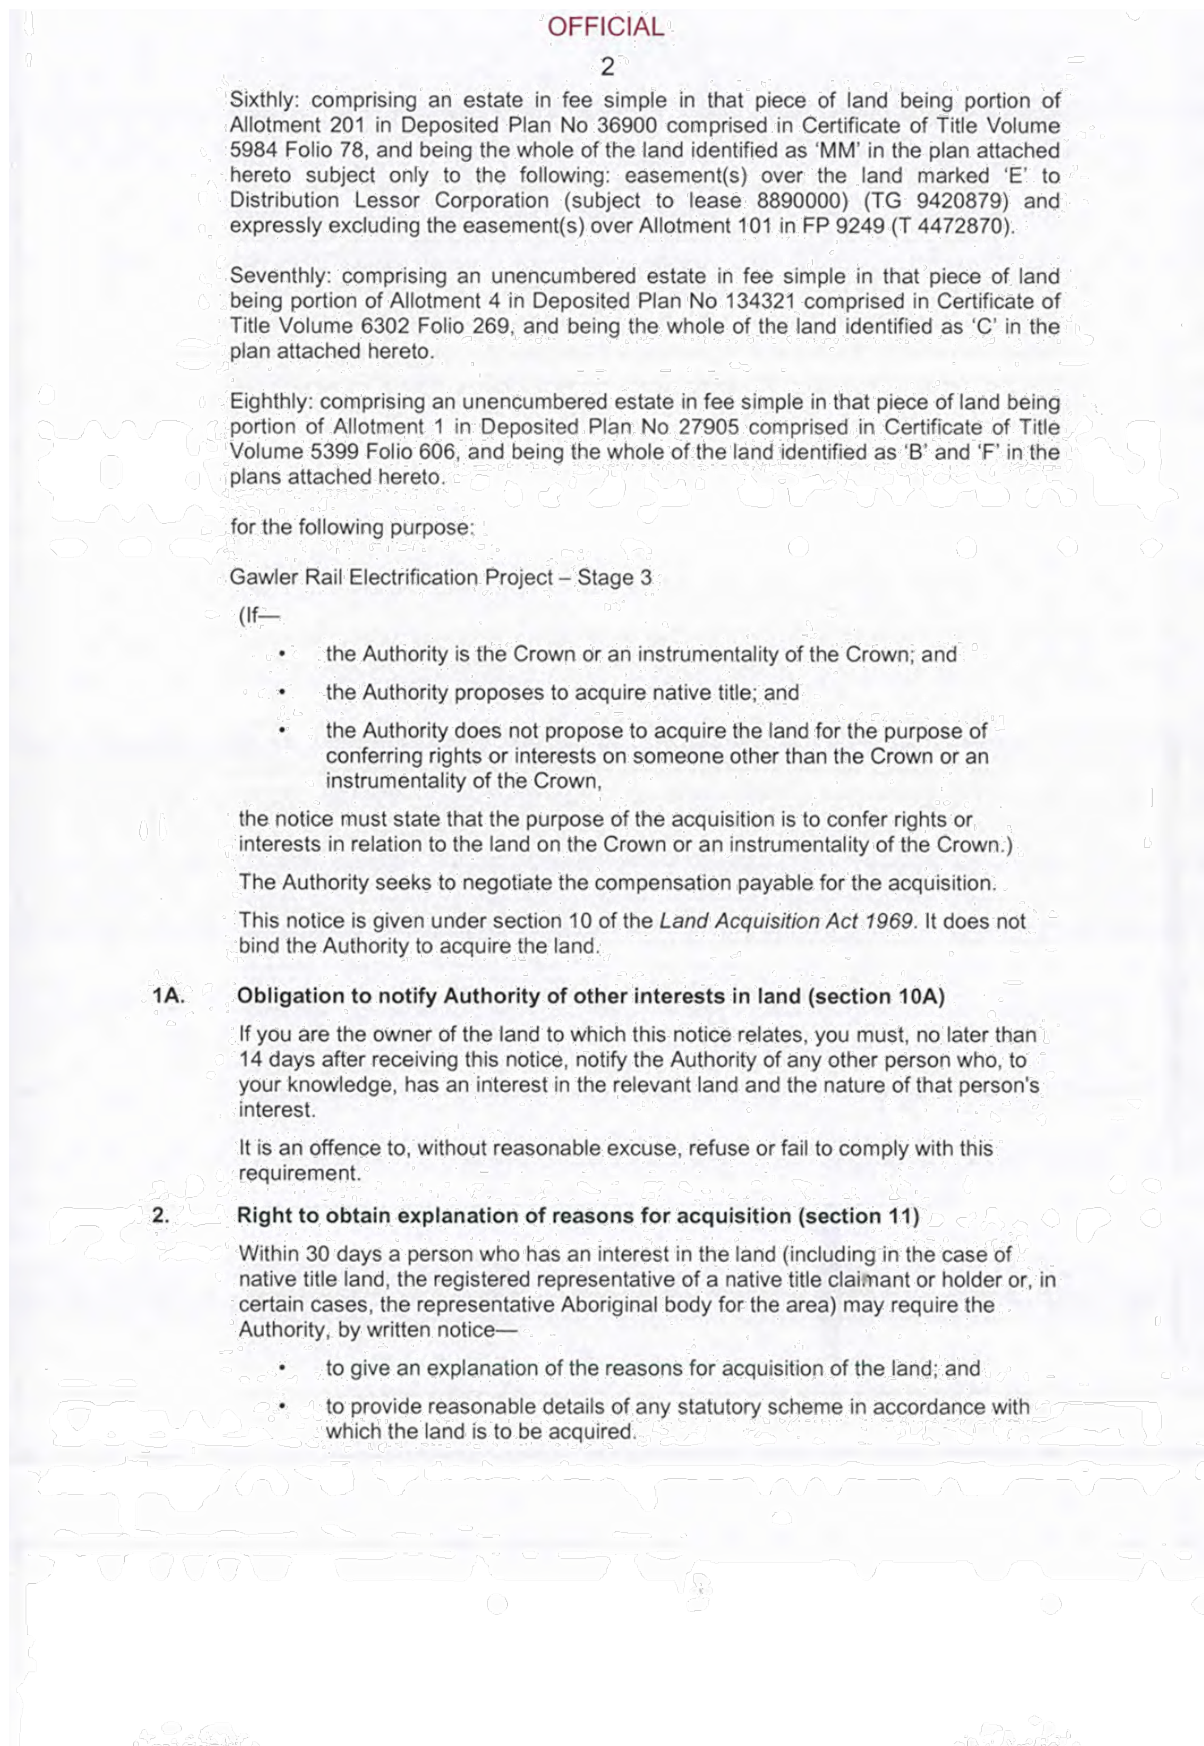 OFFICIAL
2
Sixthly: comprising an estate in fee simple in that piece of land being portion of
Allotment 201 in Deposited Plan No 36900 comprised in Certificate of Title Volume
5984 Folio 78, and being the whole of the land identified as ‘MM’ in the plan attached
hereto subject only to the following: easement(s) over the land marked ‘E’ to
Distribution Lessor Corporation (subject to lease 8890000) (TG 9420879) and
expressly excluding the easement(s) over Allotment 101 in FP 9249 (T 4472870).
Seventhly: comprising an unencumbered estate in fee simple in that piece of land
being portion of Allotment 4 in Deposited Plan No 134321 comprised in Certificate of
Title Volume 6302 Folio 269, and being the whole of the land identified as ‘C’ in the
plan attached hereto.
Eighthly: comprising an unencumbered estate in fee simple in that piece of land being
portion of Allotment 1 in Deposited Plan No 27905 comprised in Certificate of Title
Volume 5399 Folio 606, and being the whole of the land identified as ‘B’ and ‘F’ in the
plans attached hereto.
for the following purpose:
Gawler Rail Electrification Project – Stage 3
(If—
• the Authority is the Crown or an instrumentality of the Crown; and
• the Authority proposes to acquire native title; and
• the Authority does not propose to acquire the land for the purpose of
conferring rights or interests on someone other than the Crown or an
instrumentality of the Crown,
the notice must state that the purpose of the acquisition is to confer rights or
interests in relation to the land on the Crown or an instrumentality of the Crown.)
The Authority seeks to negotiate the compensation payable for the acquisition.
This notice is given under section 10 of the Land Acquisition Act 1969. It does not
bind the Authority to acquire the land.
1A. Obligation to notify Authority of other interests in land (section 10A)
If you are the owner of the land to which this notice relates, you must, no later than
14 days after receiving this notice, notify the Authority of any other person who, to
your knowledge, has an interest in the relevant land and the nature of that person's
interest.
It is an offence to, without reasonable excuse, refuse or fail to comply with this
requirement.
2. Right to obtain explanation of reasons for acquisition (section 11)
Within 30 days a person who has an interest in the land (including in the case of
native title land, the registered representative of a native title claimant or holder or, in
certain cases, the representative Aboriginal body for the area) may require the
Authority, by written notice—
• to give an explanation of the reasons for acquisition of the land; and
• to provide reasonable details of any statutory scheme in accordance with
which the land is to be acquired.